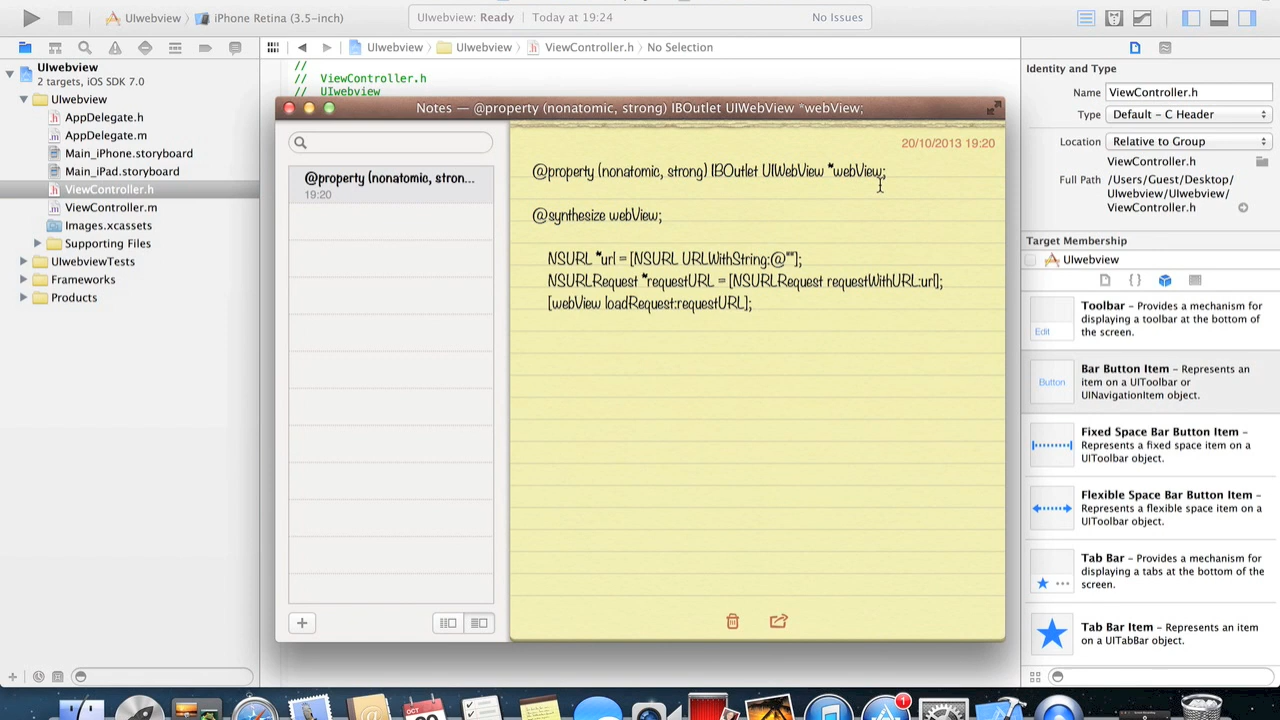 UIwebview
iPhone Retina (3.5-inch)
UIwebview: Ready
Today at 19:24
No Issues
UIwebview
UIwebview
ViewController.h
No Selection
UIwebview
2 targets, iOS SDK 7.0
UIwebview
AppDelegate.h
AppDelegate.m
Main_iPhone.storyboard
Main_iPad.storyboard
ViewController.h
ViewController.m
Images.xcassets
Supporting Files
UIwebviewTests
Frameworks
Products
//
// ViewController.h
// UIwebview
Notes — @property (nonatomic, strong) IBOutlet UIWebView *webView;
@property (nonatomic, stron...
19:20
20/10/2013 19:20
@property (nonatomic, strong) IBOutlet UIWebView *webView;
@synthesize webView;
NSURL *url = [NSURL URLWithString:@""];
NSURLRequest *requestURL = [NSURLRequest requestWithURL:url];
[webView loadRequest:requestURL];
Identity and Type
Name ViewController.h
Type Default - C Header
Location Relative to Group
ViewController.h
Full Path /Users/Guest/Desktop/
UIwebview/UIwebview/
ViewController.h
Target Membership
UIwebview
Toolbar - Provides a mechanism for
displaying a toolbar at the bottom of
the screen.
Edit
Bar Button Item - Represents an
item on a UIToolbar or
UINavigationItem object.
Button
Fixed Space Bar Button Item -
Represents a fixed space item on a
UIToolbar object.
Flexible Space Bar Button Item -
Represents a flexible space item on a
UIToolbar object.
Tab Bar - Provides a mechanism for
displaying a tabs at the bottom of the
screen.
Tab Bar Item - Represents an item
on a UITabBar object.
OCT
1